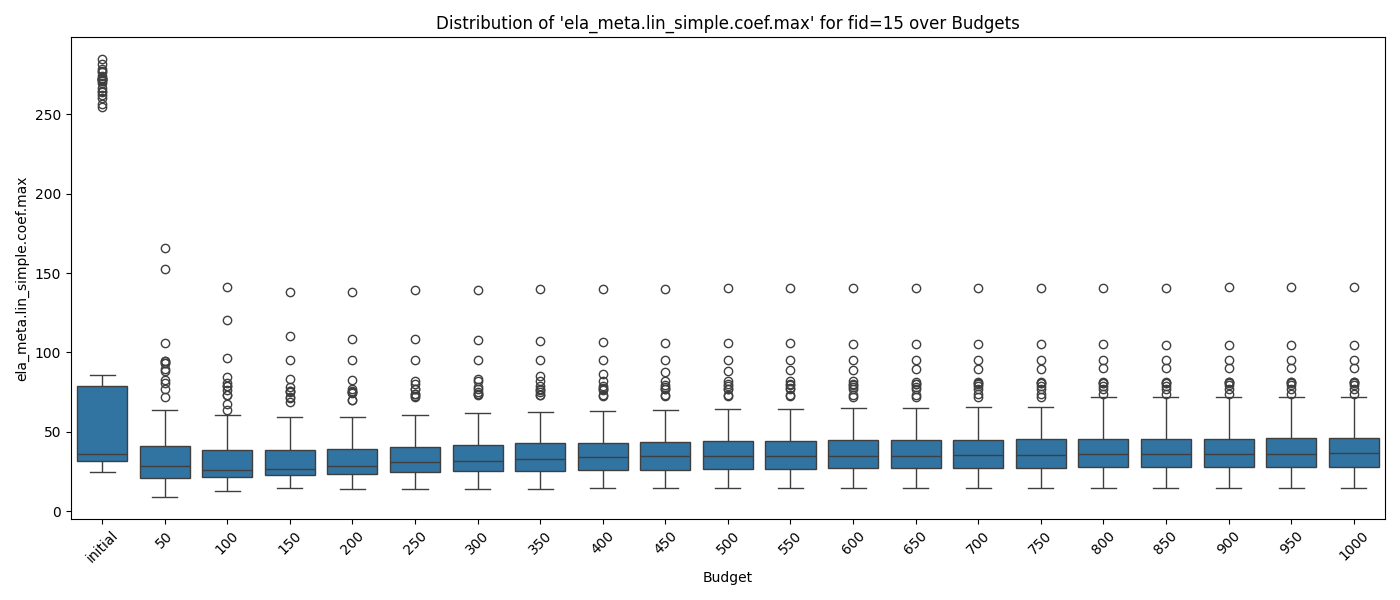 Distribution of 'ela_meta.lin_simple.coef.max' for fid=15 over Budgets
ela_meta.lin_simple.coef.max
250
200
150
100
50
0
initial 50 100 150 200 250 300 350 400 450 500 550 600 650 700 750 800 850 900 950 1000
Budget